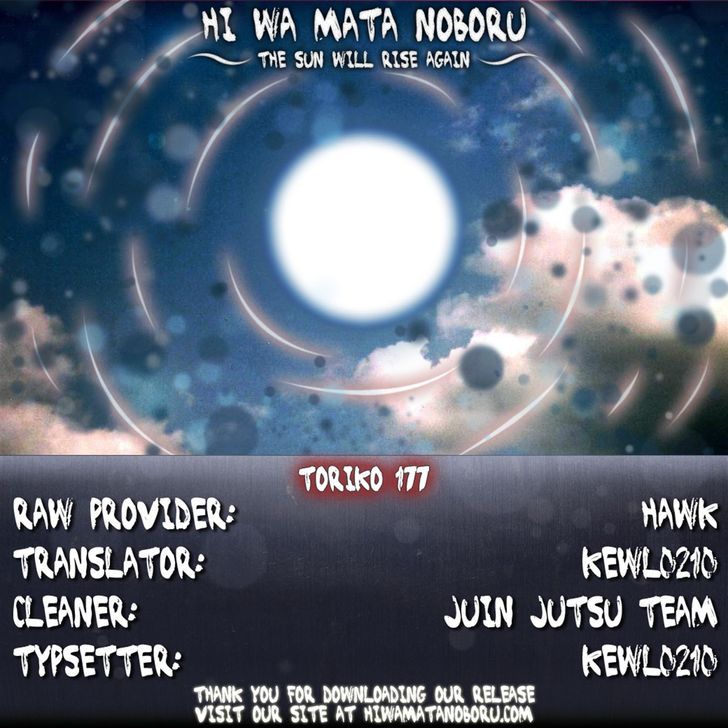 HI WA MATA NOBORU
THE SUN WILL RISE AGAIN
TORIKO 177
RAW PROVIDER: HAWK
TRANSLATOR: KEWL0210
CLEANER: JUIN JUTSU TEAM
TYPSETTER: KEWL0210
THANK YOU FOR DOWNLOADING OUR RELEASE
VISIT OUR SITE AT HIWAMATANOBORU.COM